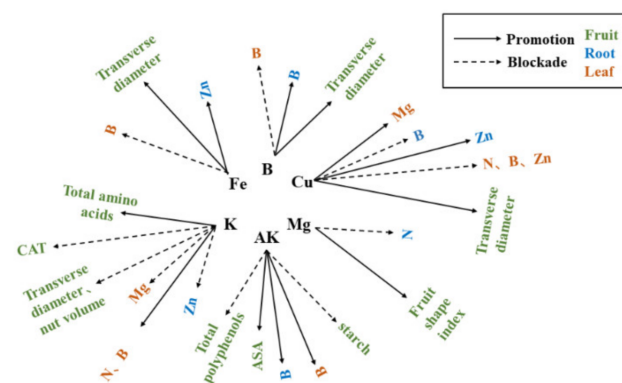 Promotion
Blockade
Fruit
Root
Leaf
Transverse
diameter
Zn
B
B
B
Transverse
diameter
Mg
B
Zn
N、B、Zn
Transverse
diameter
Fe
B
Cu
K
AK
Mg
Total amino
acids
CAT
Transverse
diameter、
nut volume
Mg
N、B
Zn
Total
polyphenols
ASA
B
B
starch
Fruit
shape
index
N